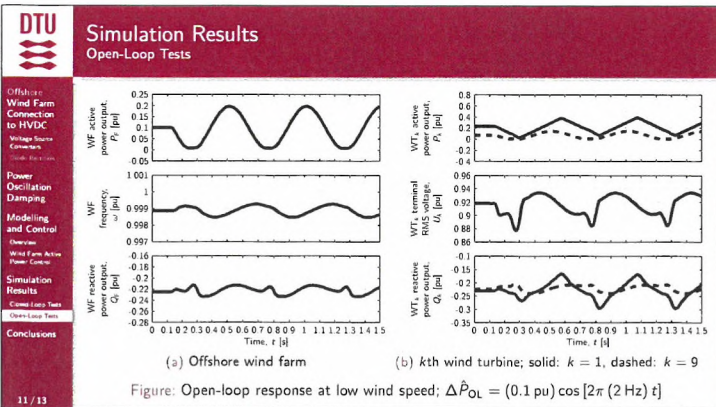 DTU
Simulation Results
Open-Loop Tests
Offshore
Wind Farm
Connection
to HVDC
Voltage Source
Converters
Power
Oscillation
Damping
Modelling
and Control
Overview
Wind Farm Active
Power Control
Simulation
Results
Closed-Loop Tests
Open-Loop Tests
Conclusions
11 / 13
WF active
power output,
P_F [pu]
0.25
0.2
0.15
0.1
0.05
0
-0.05
WF
frequency,
ω [pu]
1 001
1
0.999
0.997
WF reactive
power output,
Q_F [pu]
-0.16
-0.18
-0.2
-0.22
-0.24
-0.26
-0.28
0 0 1 0 2 0.3 0 4 0 5 0 6 0 7 0 8 0 9 1 1 1 1 2 1 3 1 4 1 5
Time, t [s]
(a) Offshore wind farm
WT_k active
power output,
P_k [pu]
0.8
0.6
0.4
0.2
0
-0.2
-0 4
WT_k terminal
RMS voltage,
U_k [pu]
0.96
0.94
0.92
0.9
0.88
0.86
WT_k reactive
power output,
Q_k [pu]
-0.1
-0.15
-0.2
-0.25
-0.3
-0.35
0 0 1 0 2 0.3 0 4 0 5 0 6 0 7 0 8 0 9 1 1 1 1 2 1 3 1 4 1 5
Time, t [s]
(b) kth wind turbine; solid: k = 1, dashed: k = 9
Figure: Open-loop response at low wind speed; ΔP̂_OL = (0.1 pu) cos [2π (2 Hz) t]